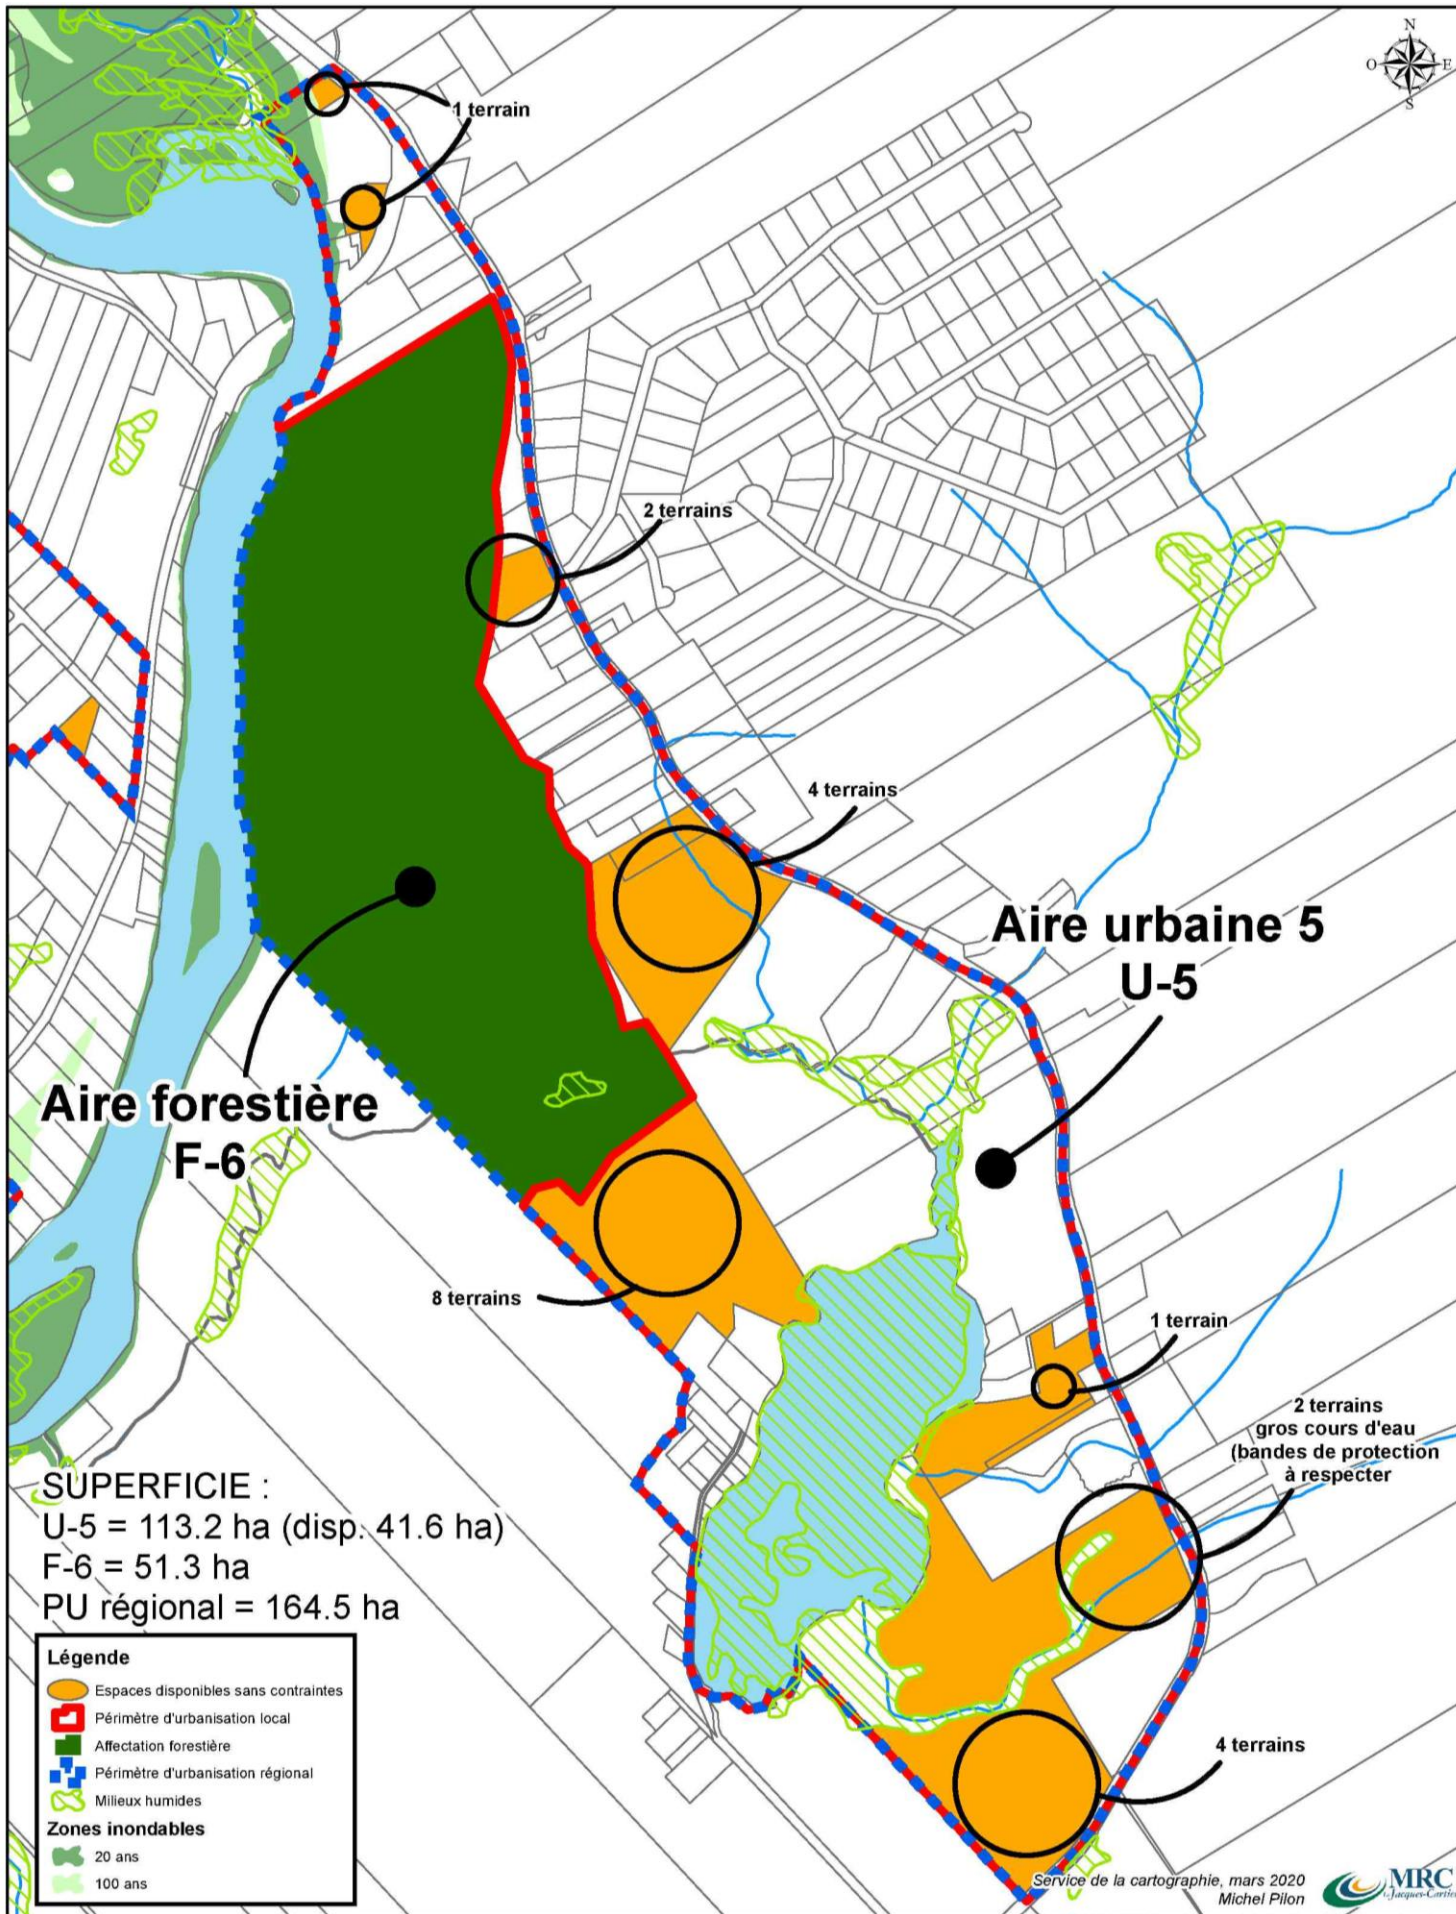 N
O
E
S
1 terrain
2 terrains
4 terrains
Aire urbaine 5
U-5
Aire forestière
F-6
8 terrains
1 terrain
2 terrains
gros cours d'eau
(bandes de protection
à respecter
4 terrains
SUPERFICIE :
U-5 = 113.2 ha (disp. 41.6 ha)
F-6 = 51.3 ha
PU régional = 164.5 ha
Légende
Espaces disponibles sans contraintes
Périmètre d'urbanisation local
Affectation forestière
Périmètre d'urbanisation régional
Milieux humides
Zones inondables
20 ans
100 ans
Service de la cartographie, mars 2020
Michel Pilon
MRC
La Jacques-Cartier